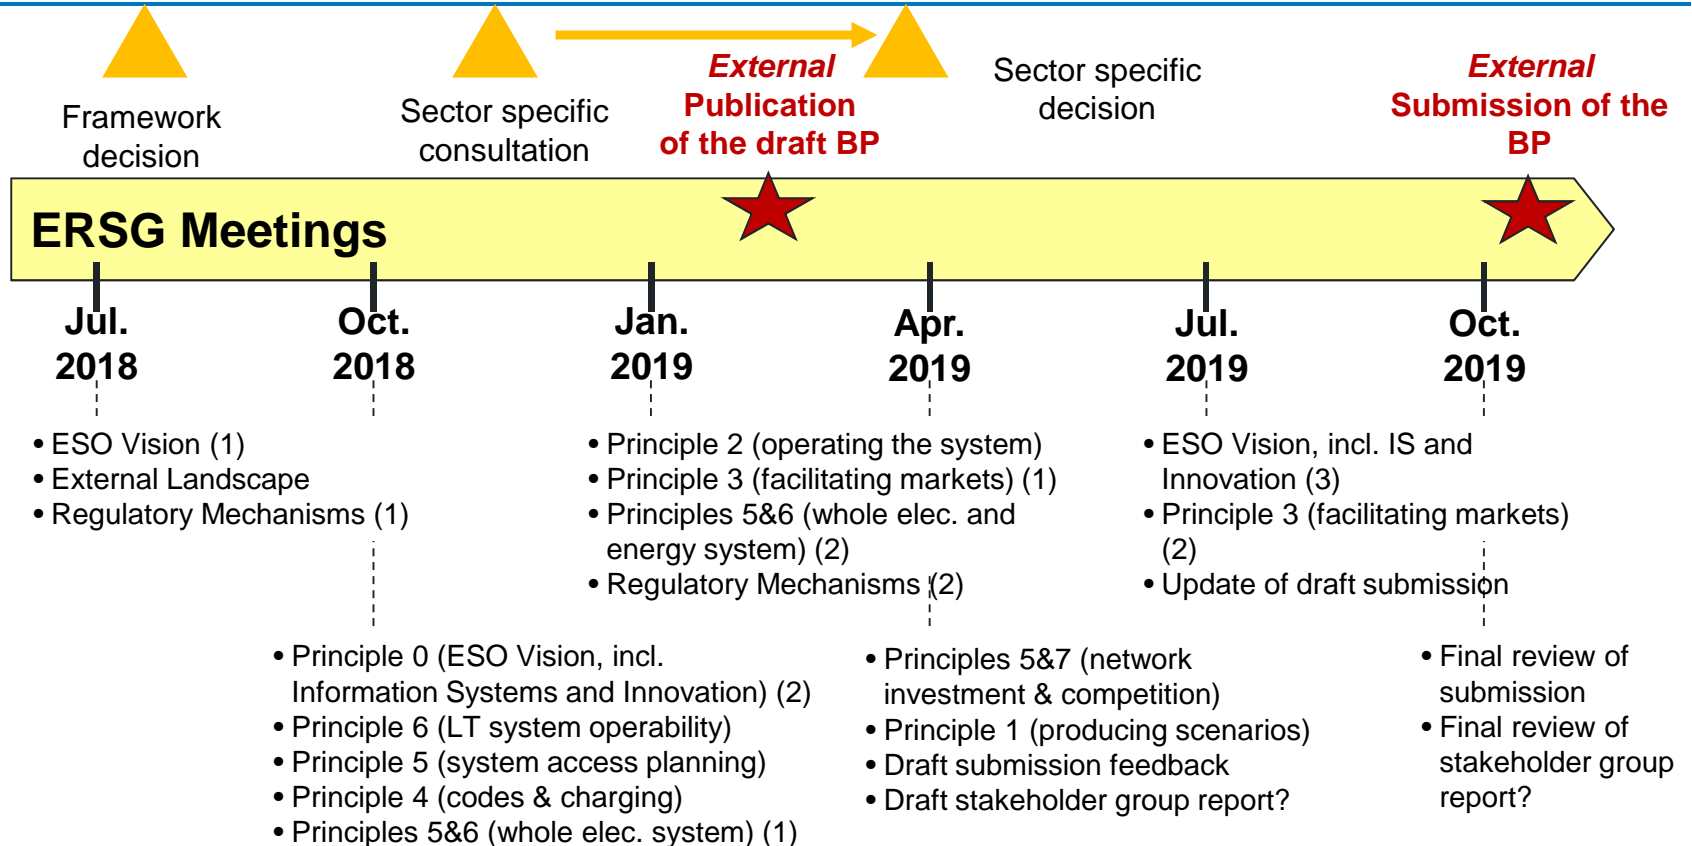 Framework
decision
Sector specific
consultation
External
Publication
of the draft BP
Sector specific
decision
External
Submission of the
BP
ERSG Meetings
Jul.
2018
Oct.
2018
Jan.
2019
Apr.
2019
Jul.
2019
Oct.
2019
• ESO Vision (1)
• External Landscape
• Regulatory Mechanisms (1)
• Principle 2 (operating the system)
• Principle 3 (facilitating markets) (1)
• Principles 5&6 (whole elec. and
energy system) (2)
• Regulatory Mechanisms (2)
• ESO Vision, incl. IS and
Innovation (3)
• Principle 3 (facilitating markets)
(2)
• Update of draft submission
• Principle 0 (ESO Vision, incl.
Information Systems and Innovation) (2)
• Principle 6 (LT system operability)
• Principle 5 (system access planning)
• Principle 4 (codes & charging)
• Principles 5&6 (whole elec. system) (1)
• Principles 5&7 (network
investment & competition)
• Principle 1 (producing scenarios)
• Draft submission feedback
• Draft stakeholder group report?
• Final review of
submission
• Final review of
stakeholder group
report?